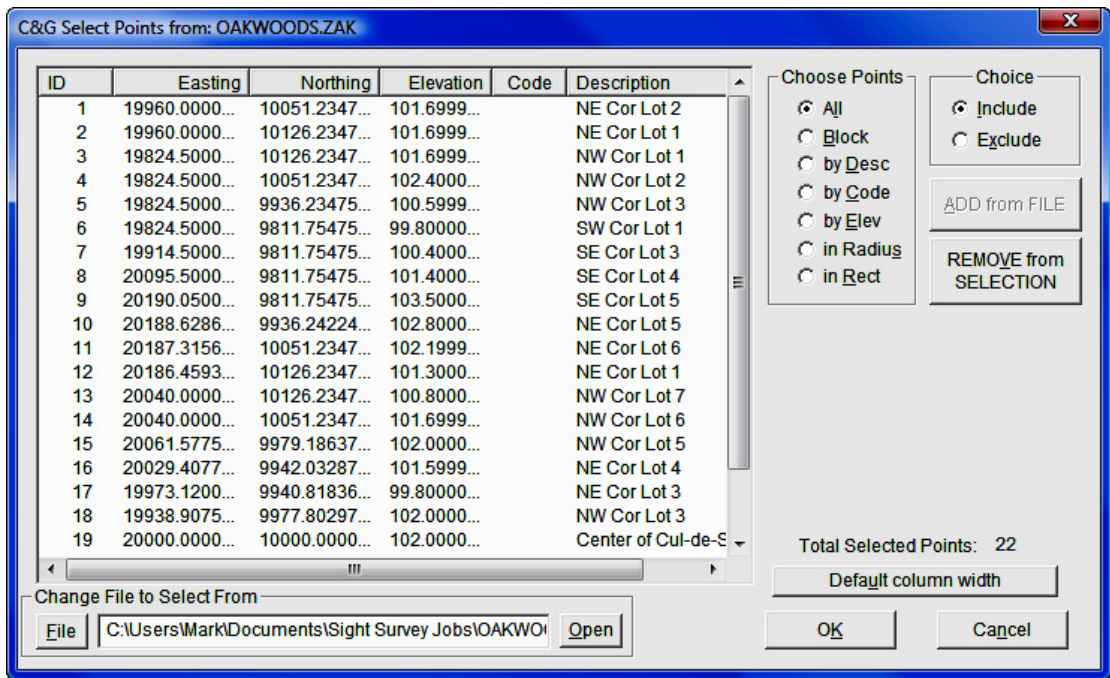 C&G Select Points from: OAKWOODS.ZAK
ID Easting Northing Elevation Code Description
1 19960.0000... 10051.2347... 101.6999... NE Cor Lot 2
2 19960.0000... 10126.2347... 101.6999... NE Cor Lot 1
3 19824.5000... 10126.2347... 101.6999... NW Cor Lot 1
4 19824.5000... 10051.2347... 102.4000... NW Cor Lot 2
5 19824.5000... 9936.23475... 100.5999... NW Cor Lot 3
6 19824.5000... 9811.75475... 99.80000... SW Cor Lot 1
7 19914.5000... 9811.75475... 100.4000... SE Cor Lot 3
8 20095.5000... 9811.75475... 101.4000... SE Cor Lot 4
9 20190.0500... 9811.75475... 103.5000... SE Cor Lot 5
10 20188.6286... 9936.24224... 102.8000... NE Cor Lot 5
11 20187.3156... 10051.2347... 102.1999... NE Cor Lot 6
12 20186.4593... 10126.2347... 101.3000... NE Cor Lot 1
13 20040.0000... 10126.2347... 100.8000... NW Cor Lot 7
14 20040.0000... 10051.2347... 101.6999... NW Cor Lot 6
15 20061.5775... 9979.18637... 102.0000... NW Cor Lot 5
16 20029.4077... 9942.03287... 101.5999... NE Cor Lot 4
17 19973.1200... 9940.81836... 99.80000... NE Cor Lot 3
18 19938.9075... 9977.80297... 102.0000... NW Cor Lot 3
19 20000.0000... 10000.0000... 102.0000... Center of Cul-de-S
Choose Points
All
Block
by Desc
by Code
by Elev
in Radius
in Rect
Choice
Include
Exclude
ADD from FILE
REMOVE from
SELECTION
Total Selected Points: 22
Default column width
Change File to Select From
File C:\Users\Mark\Documents\Sight Survey Jobs\OAKWO Open
OK Cancel